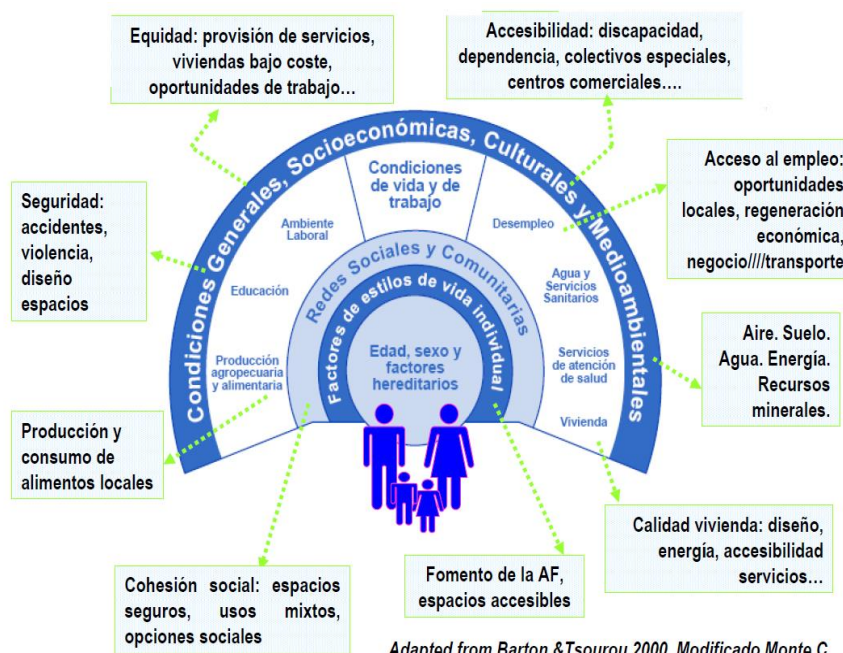 Equidad: provisión de servicios,
viviendas bajo coste,
oportunidades de trabajo…
Accesibilidad: discapacidad,
dependencia, colectivos especiales,
centros comerciales….
Seguridad:
accidentes,
violencia,
diseño
espacios
Acceso al empleo:
oportunidades
locales, regeneración
económica,
negocio////transporte
Condiciones Generales, Socioeconómicas, Culturales y Medioambientales
Condiciones
de vida y de
trabajo
Ambiente
Laboral
Desempleo
Educación
Agua y
Servicios
Sanitarios
Producción
agropecuaria
y alimentaria
Servicios
de atención
de salud
Vivienda
Redes Sociales y Comunitarias
Factores de estilos de vida individual
Edad, sexo y
factores
hereditarios
Aire. Suelo.
Agua. Energía.
Recursos
minerales.
Producción y
consumo de
alimentos locales
Calidad vivienda: diseño,
energía, accesibilidad
servicios…
Cohesión social: espacios
seguros, usos mixtos,
opciones sociales
Fomento de la AF,
espacios accesibles
Adapted from Barton &Tsourou 2000. Modificado Monte C